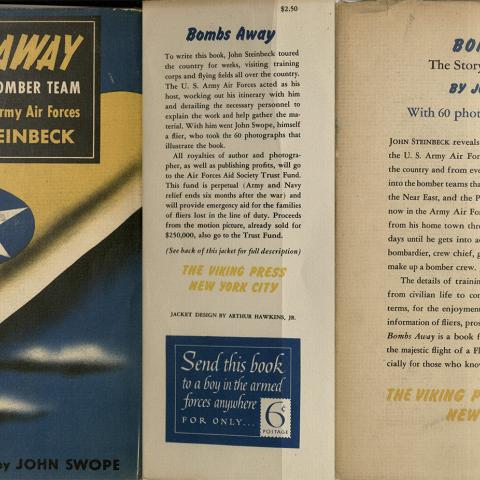 AWAY
OMBER TEAM
rmy Air Forces
EINBECK
by JOHN SWOPE
$2.50
Bombs Away
To write this book, John Steinbeck toured
the country for weeks, visiting training
corps and flying fields all over the country.
The U. S. Army Air Forces acted as his
host, working out his itinerary with him
and detailing the necessary personnel to
explain the work and help gather the ma-
terial. With him went John Swope, himself
a flier, who took the 60 photographs that
illustrate the book.
All royalties of author and photogra-
pher, as well as publishing profits, will go
to the Air Forces Aid Society Trust Fund.
This fund is perpetual (Army and Navy
relief ends six months after the war) and
will provide emergency aid for the families
of fliers lost in the line of duty. Proceeds
from the motion picture, already sold for
$250,000, also go to the Trust Fund.
(See back of this jacket for full description)
THE VIKING PRESS
NEW YORK CITY
JACKET DESIGN BY ARTHUR HAWKINS, JR.
Send this book
to a boy in the armed
forces anywhere
FOR ONLY...
6¢
POSTAGE
BO
The Story
BY J
With 60 phot
JOHN STEINBECK reveals
the U. S. Army Air For
the country and from eve
into the bomber teams tha
the Near East, and the P
now in the Army Air For
from his home town thr
days until he gets into a
bombardier, crew chief, g
make up a bomber crew.
The details of trainin
from civilian life to con
terms, for the enjoyment
information of fliers, pros
Bombs Away is a book f
the majestic flight of a Fl
cially for those who know
THE VIKING P
NEW